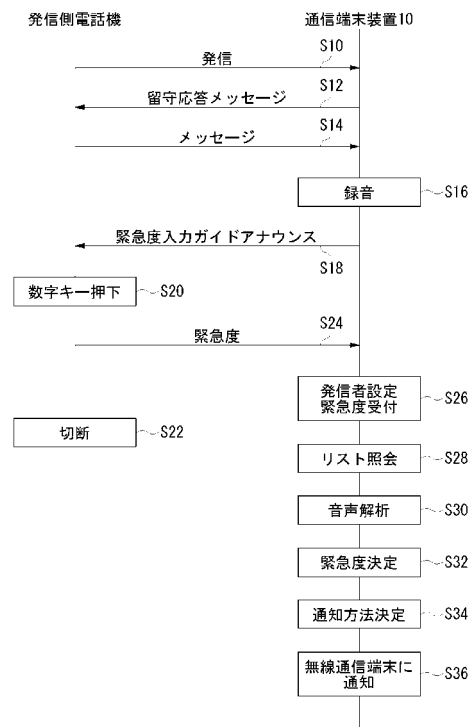 発信側電話機
通信端末装置10
S10
発信
S12
留守応答メッセージ
S14
メッセージ
録音
S16
緊急度入力ガイドアナウンス
S18
数字キー押下
S20
S24
緊急度
発信者設定
緊急度受付
S26
切断
S22
リスト照会
S28
音声解析
S30
緊急度決定
S32
通知方法決定
S34
無線通信端末に
通知
S36